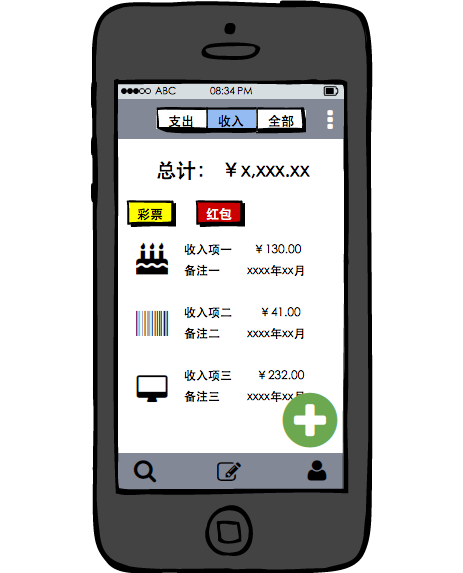 ABC 08:34 PM
支出 收入 全部
总计： ￥x,xxx.xx
彩票 红包
收入项一 ￥130.00
备注一 xxxx年xx月
收入项二 ￥41.00
备注二 xxxx年xx月
收入项三 ￥232.00
备注三 xxxx年xx月